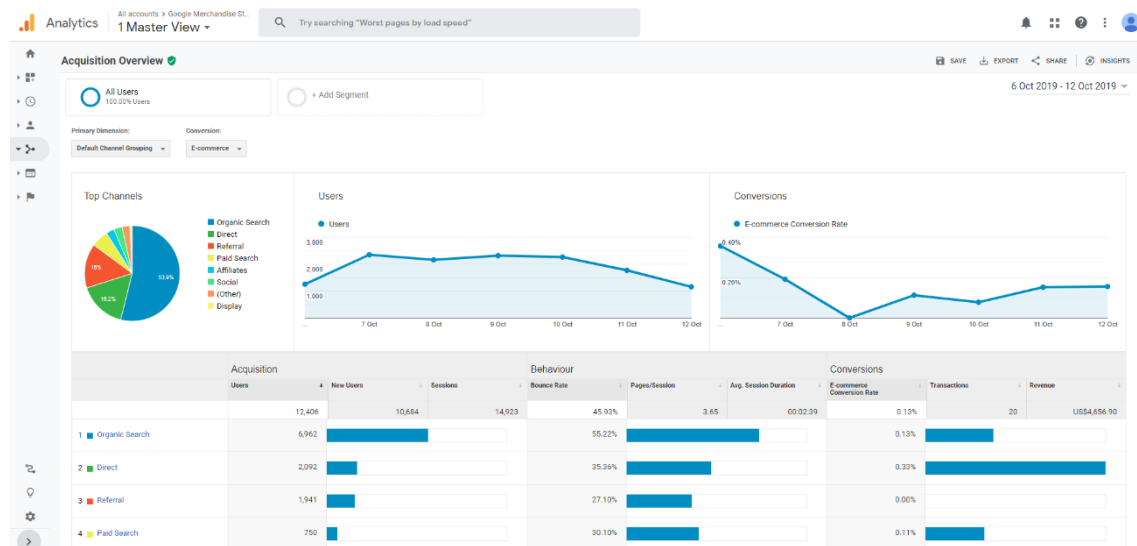 All accounts > Google Merchandise St...
Analytics
1 Master View
Try searching "Worst pages by load speed"
Acquisition Overview
SAVE
EXPORT
SHARE
INSIGHTS
All Users
100.00% Users
+ Add Segment
6 Oct 2019 - 12 Oct 2019
Primary Dimension:
Conversion:
Default Channel Grouping
E-commerce
Top Channels
Organic Search
Direct
Referral
Paid Search
Affiliates
Social
(Other)
Display
53.9%
16.2%
15%
Users
Users
3,000
2,000
1,000
...
7 Oct
8 Oct
9 Oct
10 Oct
11 Oct
12 Oct
Conversions
E-commerce Conversion Rate
0.40%
0.20%
...
7 Oct
8 Oct
9 Oct
10 Oct
11 Oct
12 Oct
Acquisition
Behaviour
Conversions
Users
New Users
Sessions
Bounce Rate
Pages/Session
Avg. Session Duration
E-commerce
Conversion Rate
Transactions
Revenue
12,406
10,684
14,923
45.93%
3.65
00:02:39
0.13%
20
US$4,656.90
1 Organic Search
6,962
55.22%
0.13%
2 Direct
2,092
35.36%
0.33%
3 Referral
1,941
27.10%
0.00%
4 Paid Search
750
30.10%
0.11%